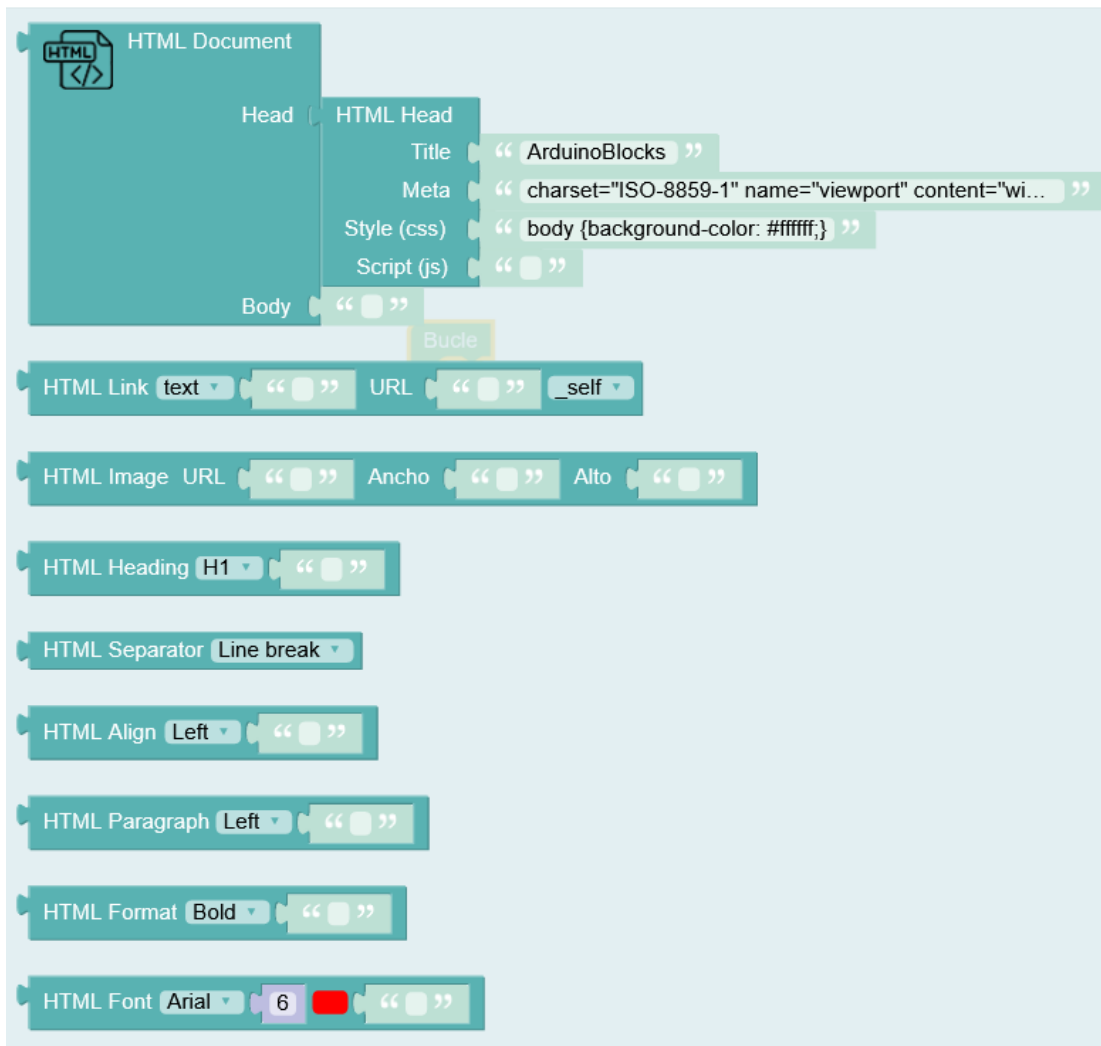 HTML Document
HTML </>
Head HTML Head
Title “ ArduinoBlocks ”
Meta “ charset="ISO-8859-1" name="viewport" content="wi... ”
Style (css) “ body {background-color: #ffffff;} ”
Script (js) “ ”
Body “ ”
Bucle
HTML Link text “ ” URL “ ” _self
HTML Image URL “ ” Ancho “ ” Alto “ ”
HTML Heading H1 “ ”
HTML Separator Line break
HTML Align Left “ ”
HTML Paragraph Left “ ”
HTML Format Bold “ ”
HTML Font Arial 6 “ ”